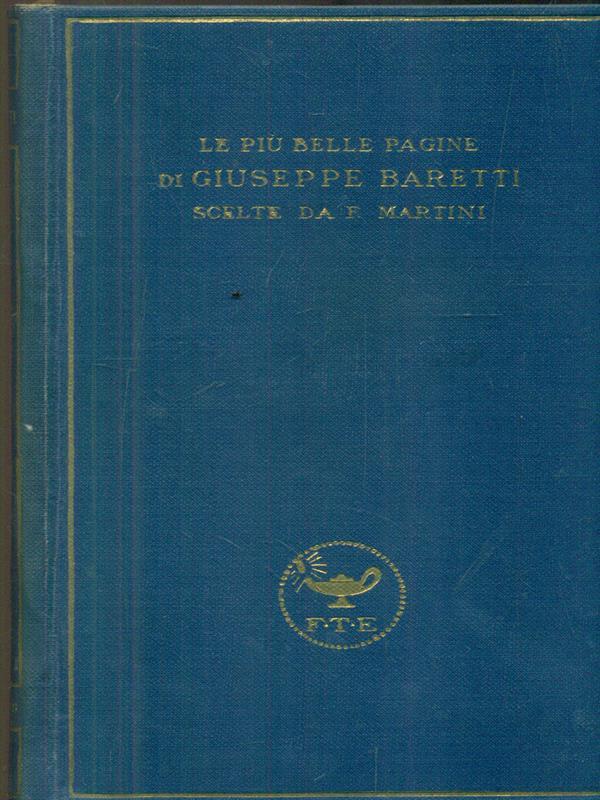 LE PIÙ BELLE PAGINE
DI GIUSEPPE BARETTI
SCELTE DA F. MARTINI
F·T·E